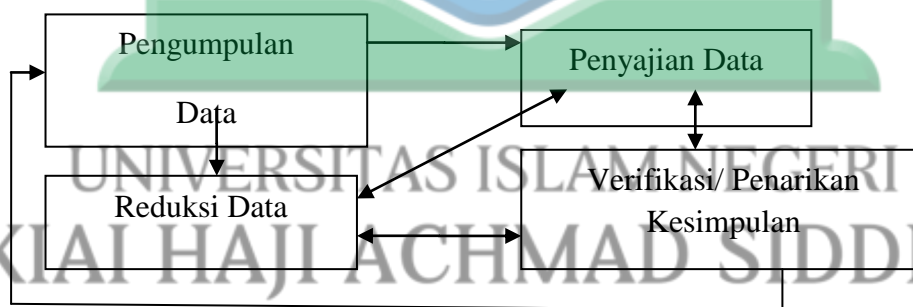 Pengumpulan
Data
Penyajian Data
UNIVERSITAS ISLAM NEGERI
Reduksi Data
Verifikasi/ Penarikan
Kesimpulan
KIAI HAJI ACHMAD SIDD